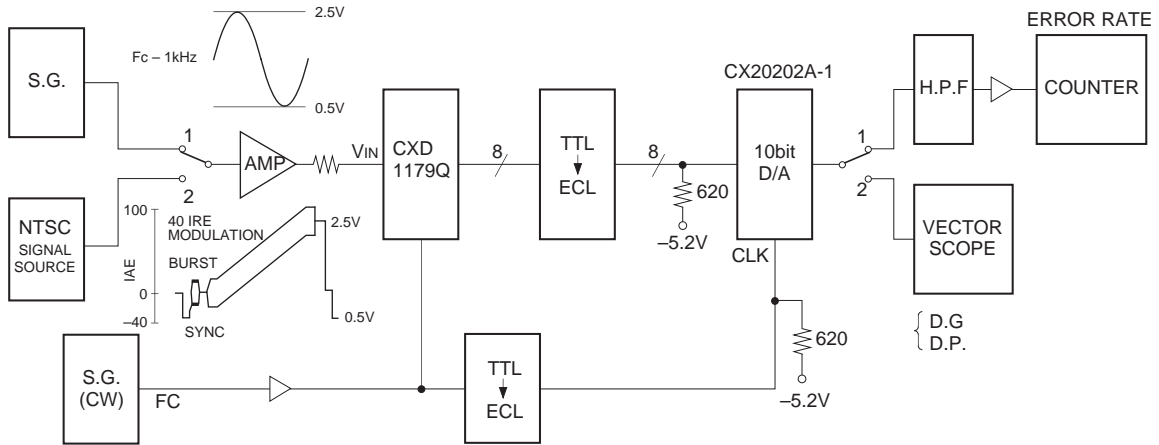 2.5V
Fc – 1kHz
0.5V
S.G.
1
2
AMP
VIN
CXD
1179Q
8
TTL
ECL
8
620
–5.2V
CX20202A-1
10bit
D/A
CLK
1
2
H.P.F
ERROR RATE
COUNTER
VECTOR
SCOPE
D.G
D.P.
NTSC
SIGNAL
SOURCE
100
IAE
0
–40
40 IRE
MODULATION
BURST
SYNC
2.5V
0.5V
S.G.
(CW)
FC
TTL
ECL
620
–5.2V